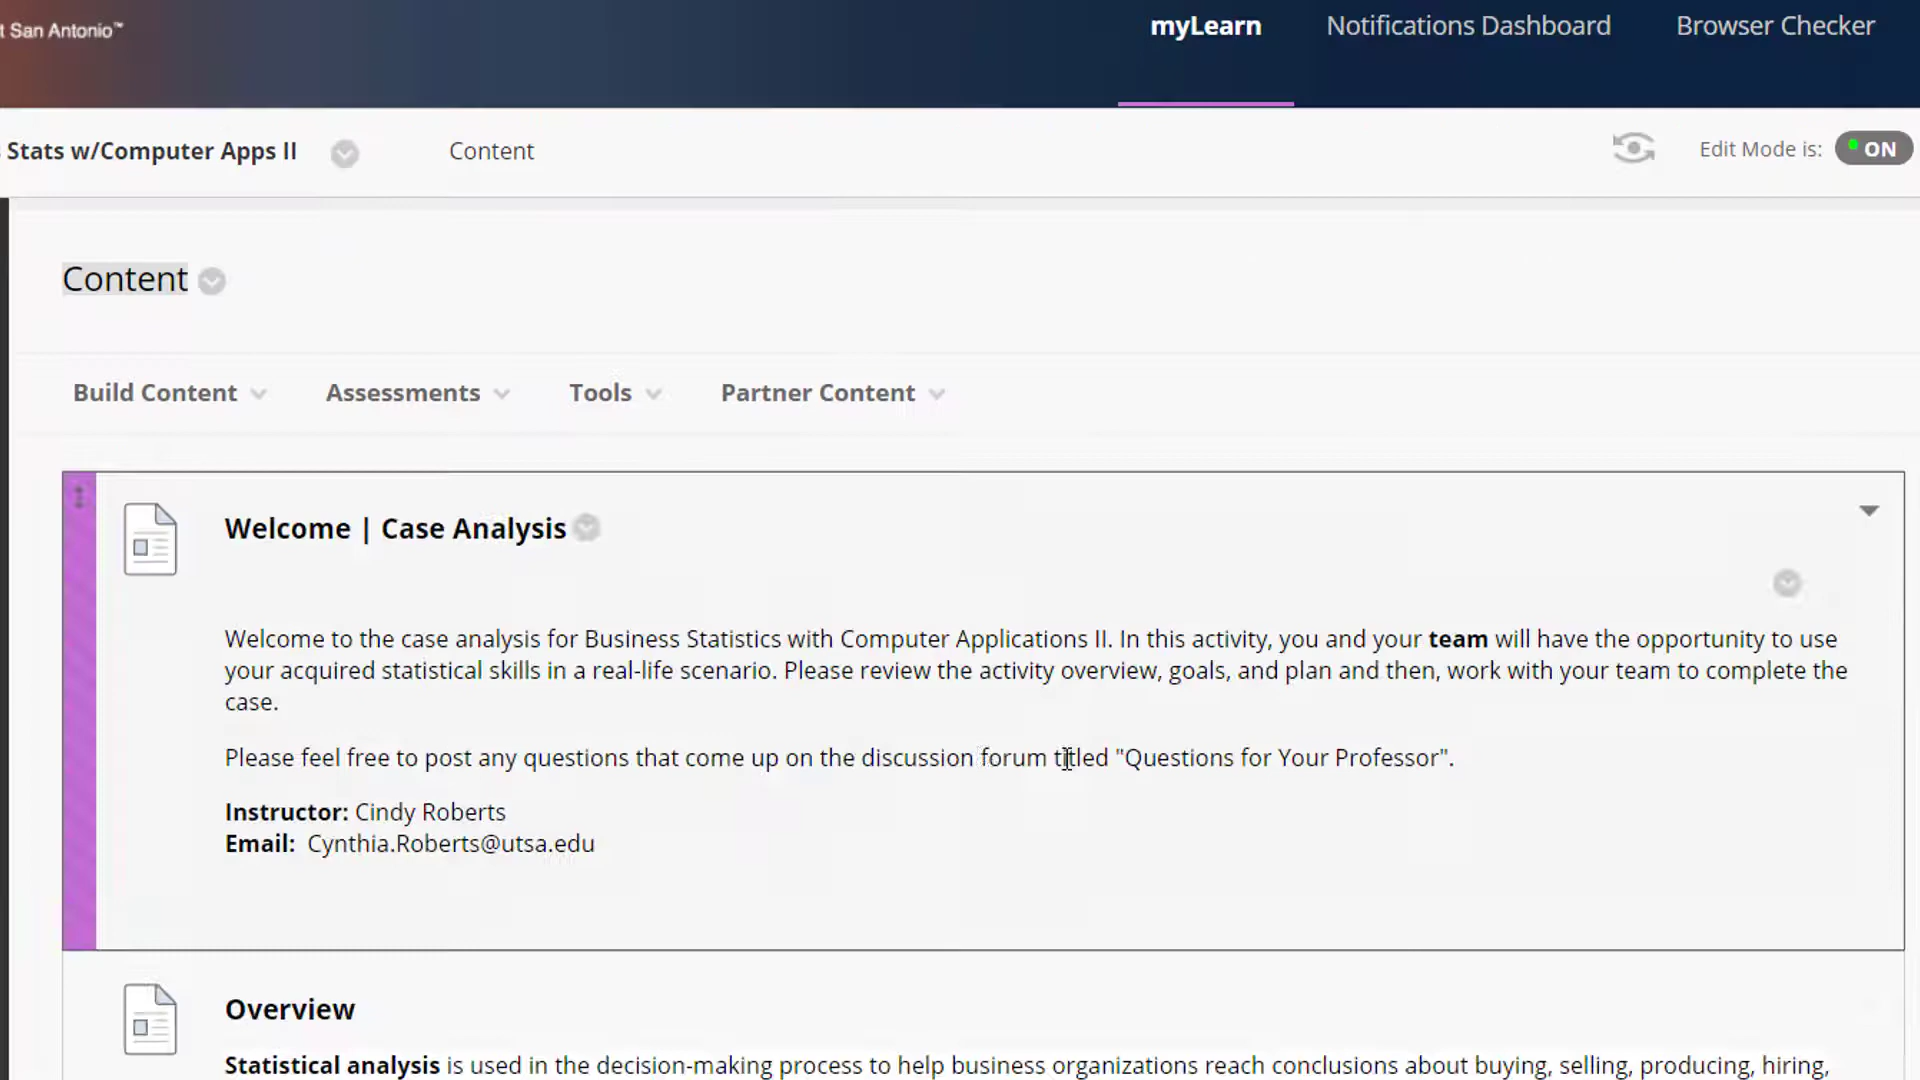 t San Antonio™
myLearn
Notifications Dashboard
Browser Checker
Stats w/Computer Apps II
Content
Edit Mode is:
ON
Content
Build Content
Assessments
Tools
Partner Content
Welcome | Case Analysis
Welcome to the case analysis for Business Statistics with Computer Applications II. In this activity, you and your team will have the opportunity to use
your acquired statistical skills in a real-life scenario. Please review the activity overview, goals, and plan and then, work with your team to complete the
case.
Please feel free to post any questions that come up on the discussion forum titled "Questions for Your Professor".
Instructor: Cindy Roberts
Email: Cynthia.Roberts@utsa.edu
Overview
Statistical analysis is used in the decision-making process to help business organizations reach conclusions about buying, selling, producing, hiring,